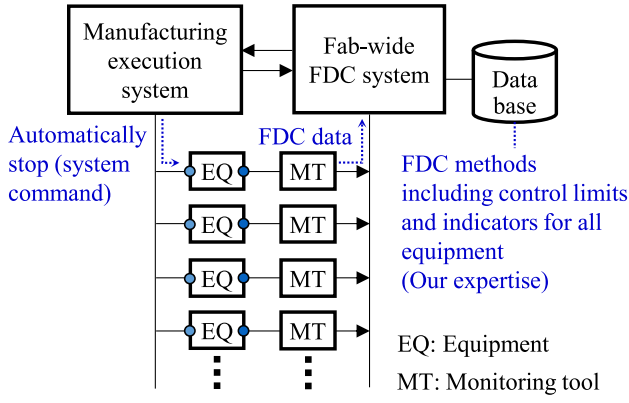 Manufacturing
execution
system
Fab-wide
FDC system
Data
base
Automatically
stop (system
command)
FDC data
FDC methods
including control limits
and indicators for all
equipment
(Our expertise)
EQ
MT
EQ
MT
EQ
MT
EQ
MT
EQ: Equipment
MT: Monitoring tool